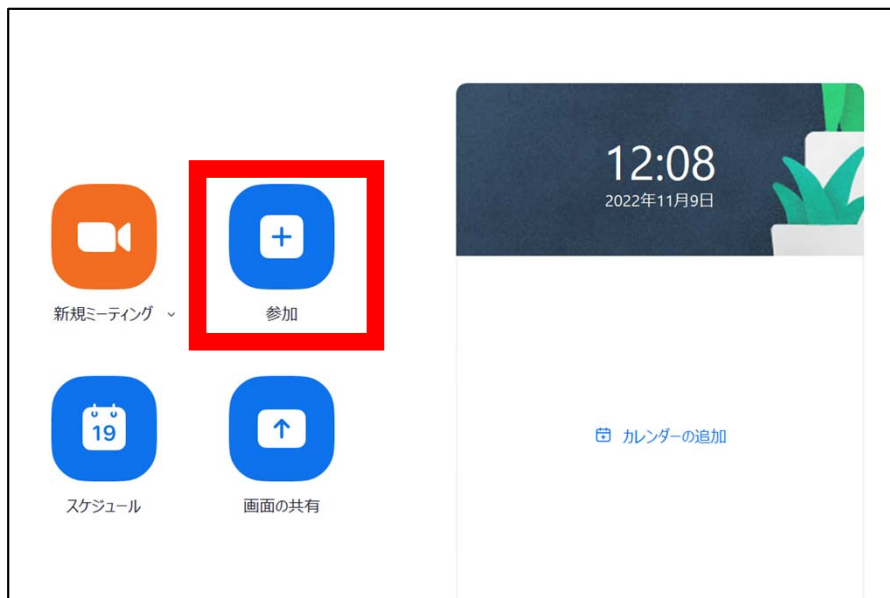 12:08
2022年11月9日
新規ミーティング
参加
19
スケジュール
画面の共有
カレンダーの追加